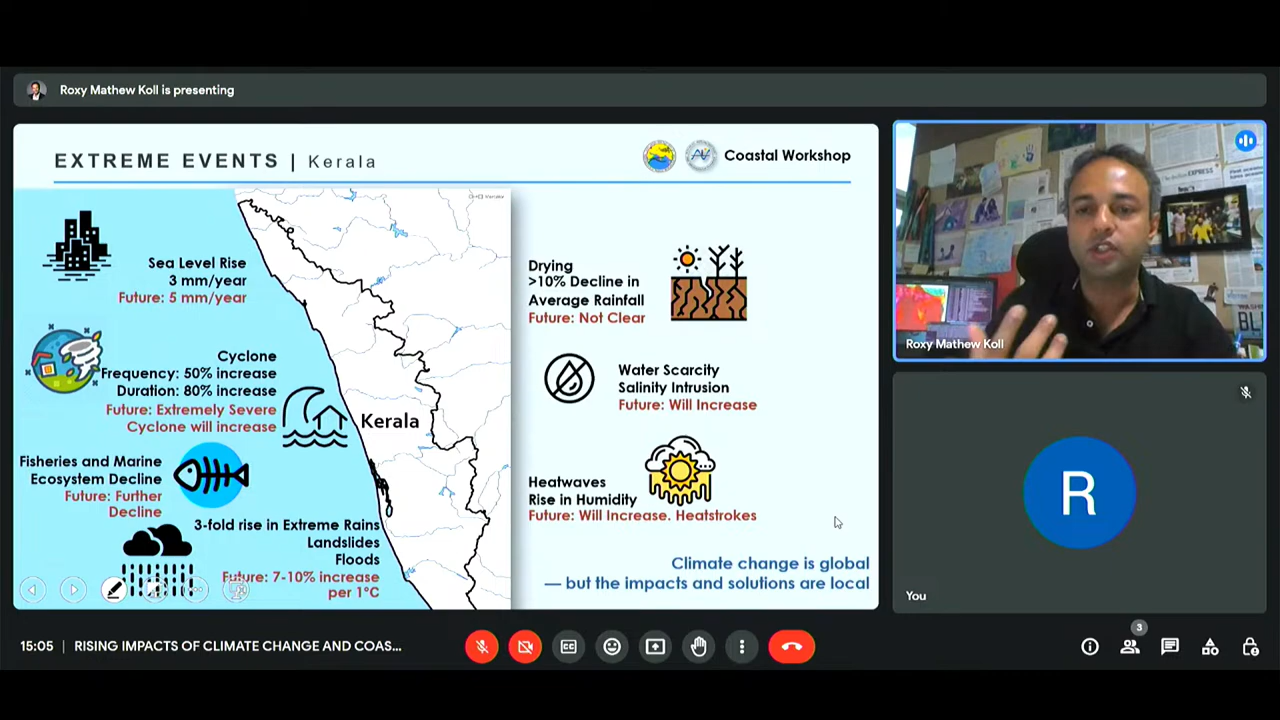 Roxy Mathew Koll is presenting
EXTREME EVENTS | Kerala
Coastal Workshop
Sea Level Rise
3 mm/year
Future: 5 mm/year
Cyclone
Frequency: 50% increase
Duration: 80% increase
Future: Extremely Severe
Cyclone will increase
Fisheries and Marine
Ecosystem Decline
Future: Further
Decline
3-fold rise in Extreme Rains
Landslides
Floods
Future: 7-10% increase
per 1°C
Kerala
Drying
>10% Decline in
Average Rainfall
Future: Not Clear
Water Scarcity
Salinity Intrusion
Future: Will Increase
Heatwaves
Rise in Humidity
Future: Will Increase. Heatstrokes
Climate change is global
— but the impacts and solutions are local
EXPRESS
Roxy Mathew Koll
R
You
15:05 | RISING IMPACTS OF CLIMATE CHANGE AND COAS...
3